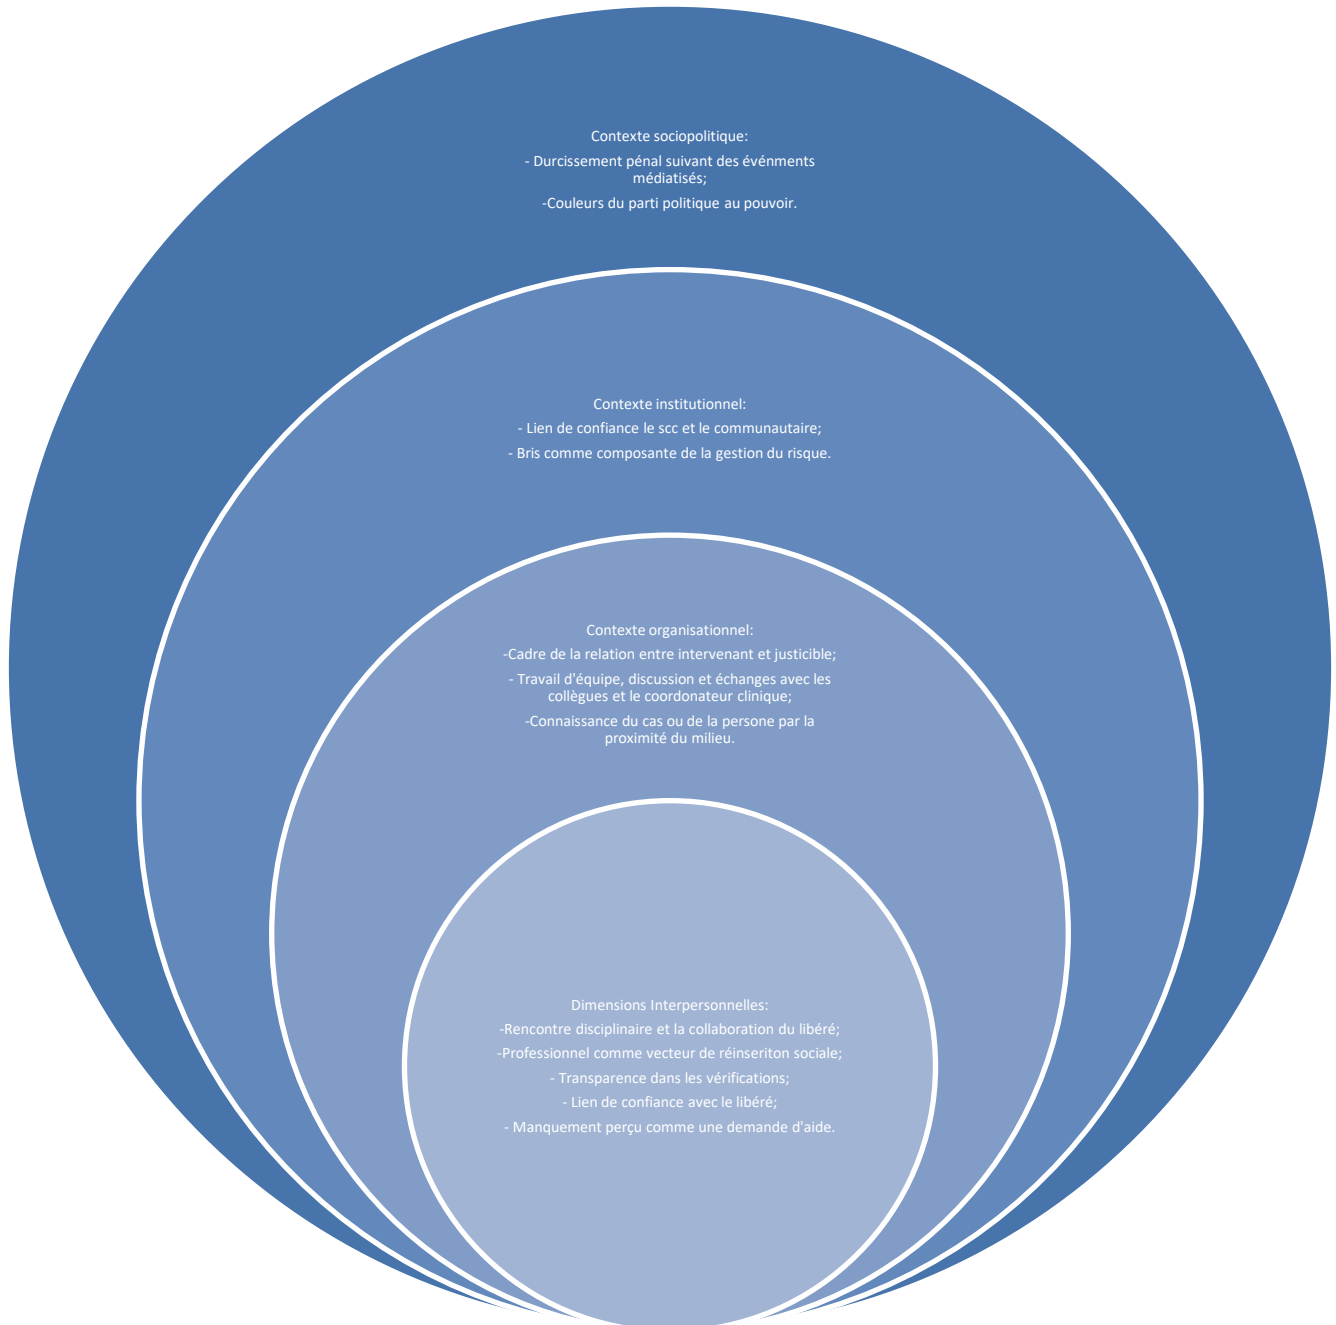 Contexte sociopolitique:
- Durcissement pénal suivant des événments
médiatisés;
-Couleurs du parti politique au pouvoir.
Contexte institutionnel:
- Lien de confiance le scc et le communautaire;
- Bris comme composante de la gestion du risque.
Contexte organisationnel:
-Cadre de la relation entre intervenant et justicible;
- Travail d'équipe, discussion et échanges avec les
collègues et le coordonateur clinique;
-Connaissance du cas ou de la persone par la
proximité du milieu.
Dimensions Interpersonnelles:
-Rencontre disciplinaire et la collaboration du libéré;
-Professionnel comme vecteur de réinseriton sociale;
- Transparence dans les vérifications;
- Lien de confiance avec le libéré;
- Manquement perçu comme une demande d'aide.